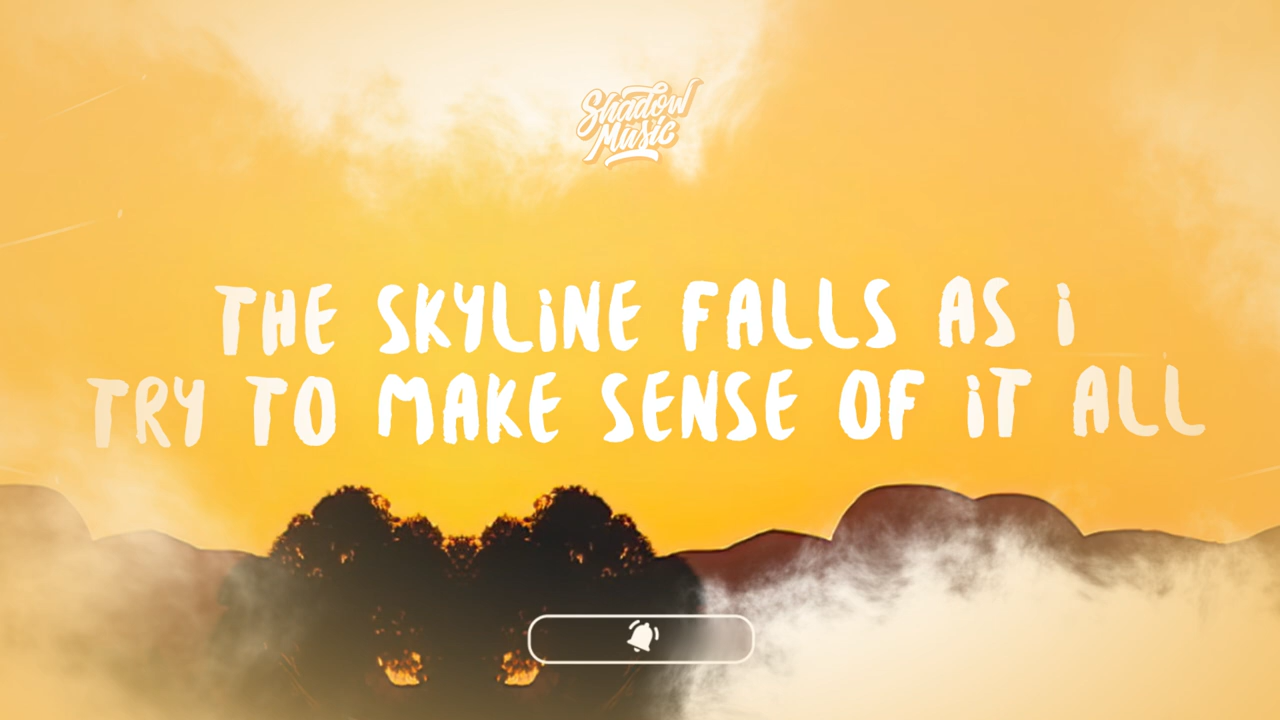 Shadow
Music
THE SKYLINE FALLS AS i
TRY TO MAKE SENSE OF IT ALL